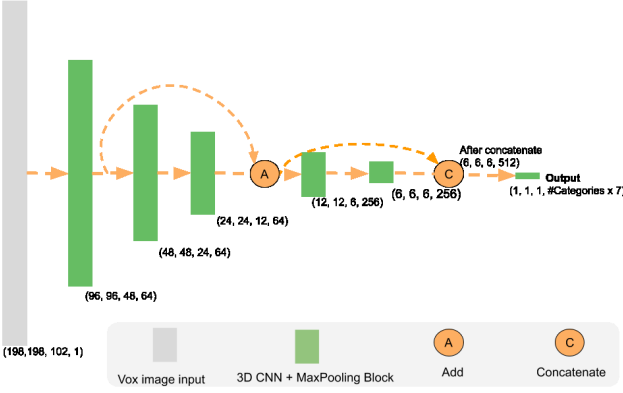 After concatenate
(6, 6, 6, 512)
A
C
Output
(1, 1, 1, #Categories x 7)
(6, 6, 6, 256)
(12, 12, 6, 256)
(24, 24, 12, 64)
(48, 48, 24, 64)
(96, 96, 48, 64)
(198,198, 102, 1)
A
C
Vox image input
3D CNN + MaxPooling Block
Add
Concatenate